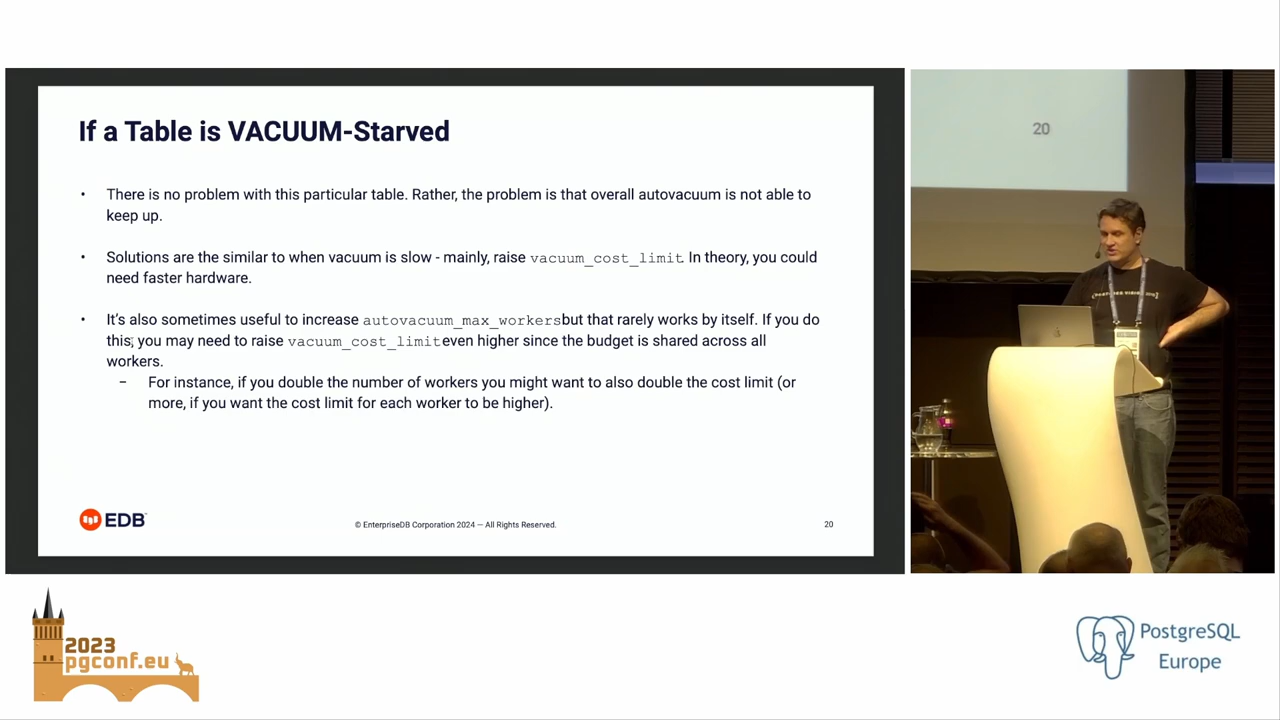 If a Table is VACUUM-Starved
• There is no problem with this particular table. Rather, the problem is that overall autovacuum is not able to
keep up.
• Solutions are the similar to when vacuum is slow - mainly, raise vacuum_cost_limit. In theory, you could
need faster hardware.
• It's also sometimes useful to increase autovacuum_max_workers but that rarely works by itself. If you do
this, you may need to raise vacuum_cost_limit even higher since the budget is shared across all
workers.
– For instance, if you double the number of workers you might want to also double the cost limit (or
more, if you want the cost limit for each worker to be higher).
EDB
© EnterpriseDB Corporation 2024 — All Rights Reserved.
20
20
2023
pgconf.eu
PostgreSQL
Europe